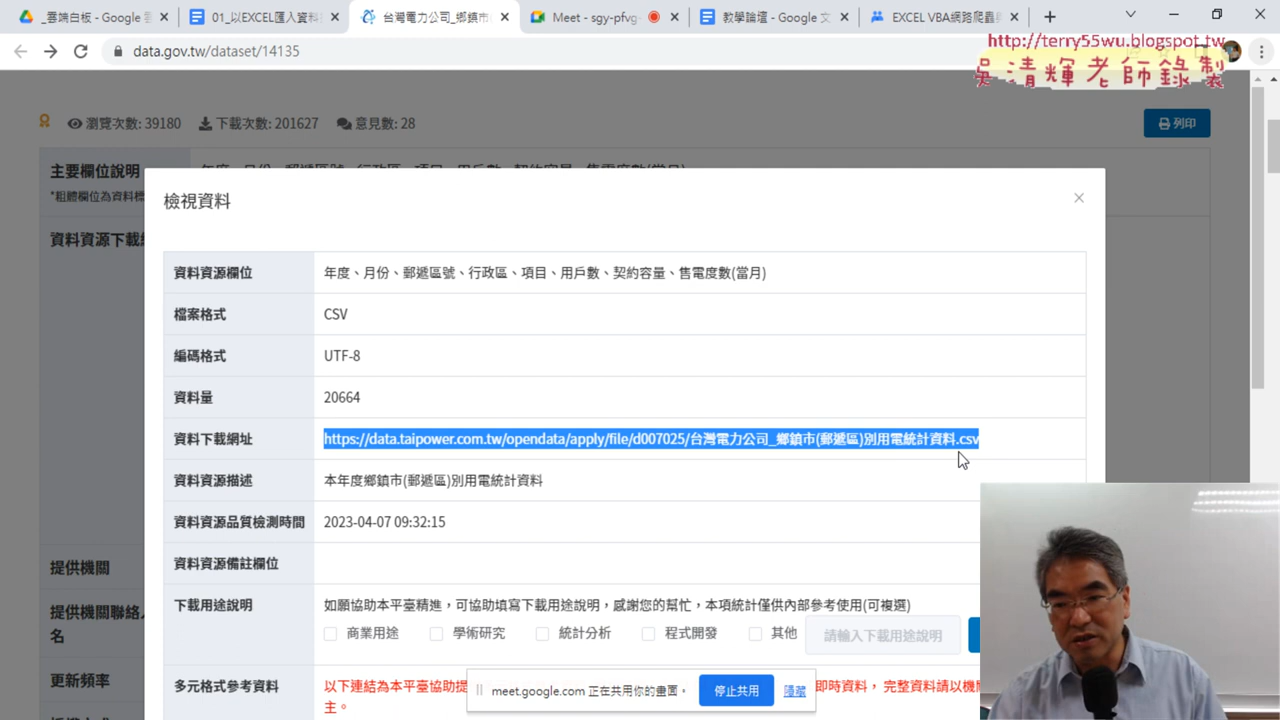 _雲端白板 - Google 雲
01_以EXCEL匯入資料
台灣電力公司_鄉鎮市
Meet - sgy-pfvg-
教學論壇 - Google 文
EXCEL VBA網路爬蟲
data.gov.tw/dataset/14135
http://terry55wu.blogspot.tw
吳清輝老師錄製
瀏覽次數: 39180 下載次數: 201627 意見數: 28
列印
主要欄位說明
*粗體欄位為資料標
資料資源下載
檢視資料
資料資源欄位 年度、月份、郵遞區號、行政區、項目、用戶數、契約容量、售電度數(當月)
檔案格式 CSV
編碼格式 UTF-8
資料量 20664
資料下載網址 https://data.taipower.com.tw/opendata/apply/file/d007025/台灣電力公司_鄉鎮市(郵遞區)別用電統計資料.csv
資料資源描述 本年度鄉鎮市(郵遞區)別用電統計資料
資料資源品質檢測時間 2023-04-07 09:32:15
資料資源備註欄位
提供機關
下載用途說明 如願協助本平臺精進，可協助填寫下載用途說明，感謝您的幫忙，本項統計僅供內部參考使用(可複選)
提供機關聯絡人
名
商業用途 學術研究 統計分析 程式開發 其他 請輸入下載用途說明
更新頻率
多元格式參考資料 以下連結為本平臺協助提
即時資料， 完整資料請以機
主。
meet.google.com 正在共用你的畫面。 停止共用 隱藏